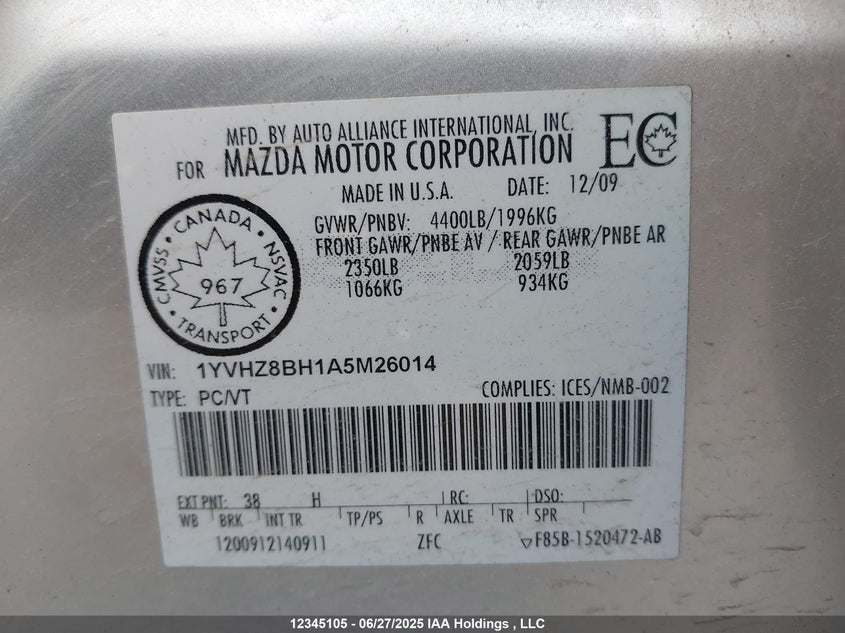 MFD. BY AUTO ALLIANCE INTERNATIONAL, INC.
FOR MAZDA MOTOR CORPORATION
EC
MADE IN U.S.A. DATE: 12/09
GVWR/PNBV: 4400LB/1996KG
FRONT GAWR/PNBE AV / REAR GAWR/PNBE AR
2350LB 2059LB
1066KG 934KG
CANADA • NSVAC • TRANSPORT • CMVSS •
967
VIN: 1YVHZ8BH1A5M26014
TYPE: PC/VT COMPLIES: ICES/NMB-002
EXT PNT: 38 H RC: DSO:
WB BRK INT TR TP/PS R AXLE TR SPR
1200912140911 ZFC F85B-1520472-AB
12345105 - 06/27/2025 IAA Holdings , LLC